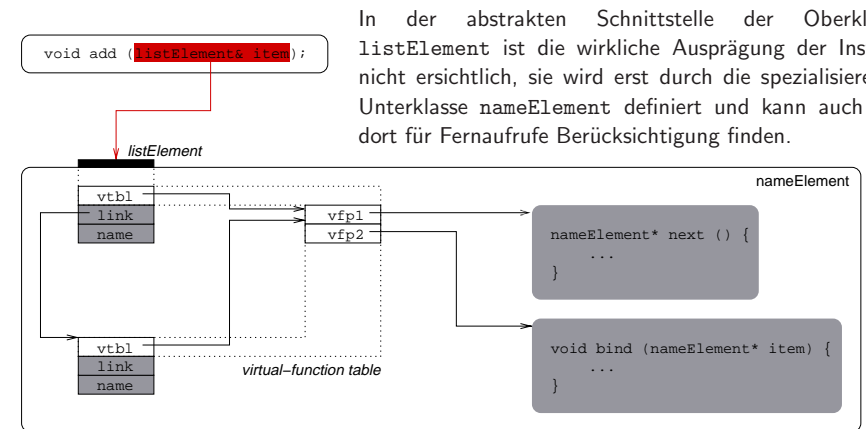 In der abstrakten Schnittstelle der Oberkl
listElement ist die wirkliche Ausprägung der Ins
nicht ersichtlich, sie wird erst durch die spezialisiere
Unterklasse nameElement definiert und kann auch
dort für Fernaufrufe Berücksichtigung finden.
void add (listElement& item);
listElement
nameElement
vtbl
link
name
vfp1
vfp2
nameElement* next () {
...
}
vtbl
link
name
virtual–function table
void bind (nameElement* item) {
...
}